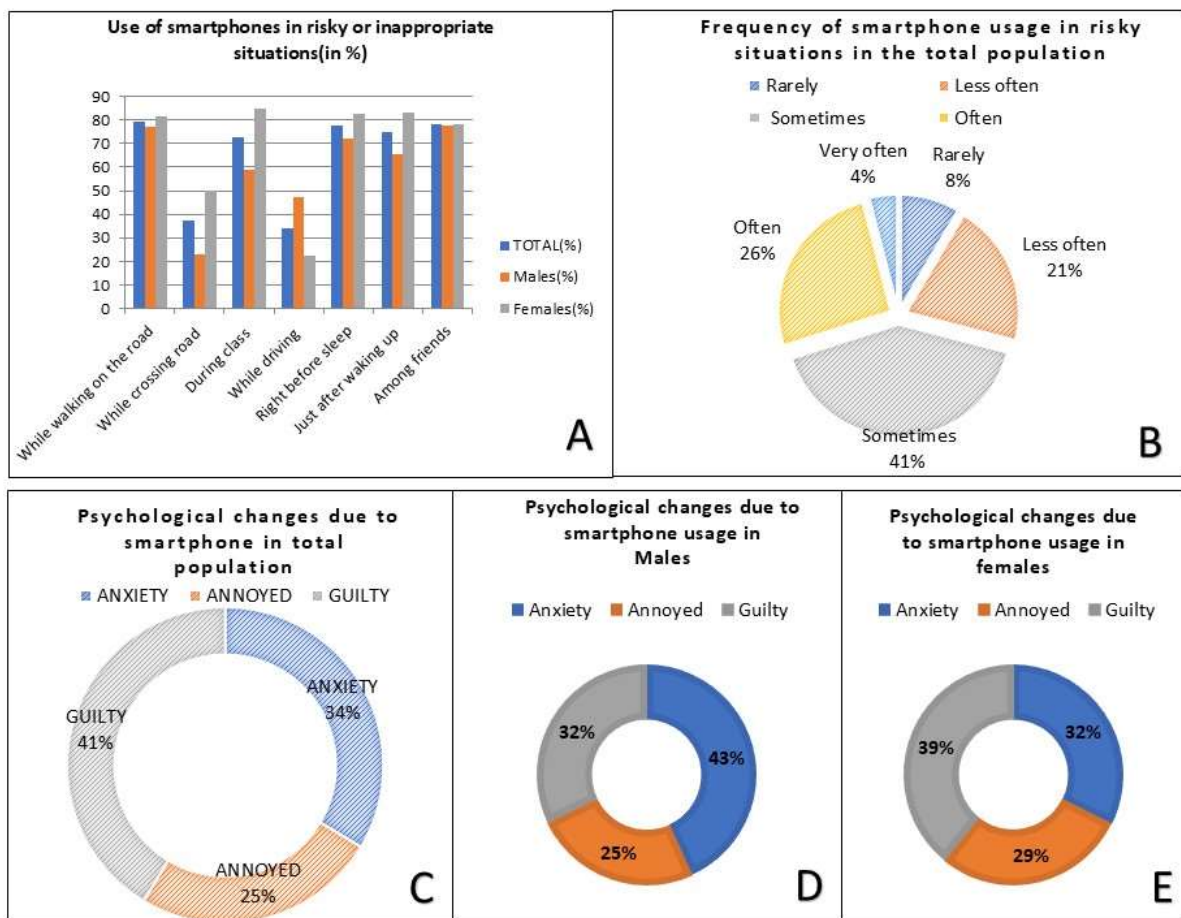 Use of smartphones in risky or inappropriate
situations(in %)
90
80
70
60
50
40
30
20
10
0
TOTAL(%)
Males(%)
Females(%)
While walking on the road
While crossing road
During class
While driving
Right before sleep
Just after waking up
Among friends
A
Frequency of smartphone usage in risky
situations in the total population
Rarely
Less often
Sometimes
Often
Very often
4%
Rarely
8%
Often
26%
Less often
21%
Sometimes
41%
B
Psychological changes due to
smartphone in total
population
ANXIETY ANNOYED GUILTY
ANXIETY
34%
GUILTY
41%
ANNOYED
25%
C
Psychological changes due to
smartphone usage in
Males
Anxiety Annoyed Guilty
32%
43%
25%
D
Psychological changes due
to smartphone usage in
females
Anxiety Annoyed Guilty
32%
39%
29%
E